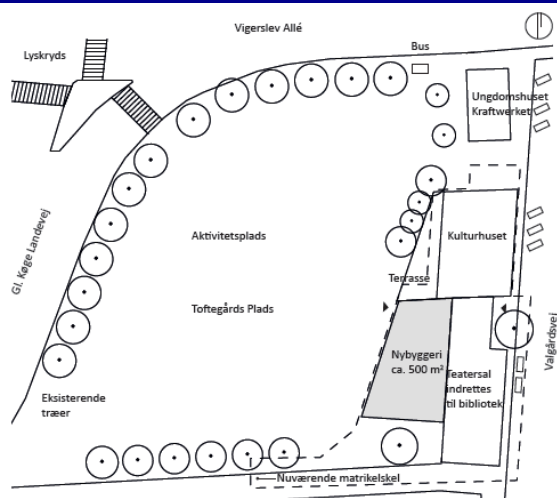 Vigerslev Allé
Lyskryds
Bus
Ungdomshuset
Kraftwerket
Gl. Køge Landevej
Aktivitetsplads
Kulturhuset
Terrasse
Toftegårds Plads
Valgårdsvej
Nybyggeri
ca. 500 m²
Teatersal
indrettes
til bibliotek
Eksisterende
træer
Nuværende matrikelskel